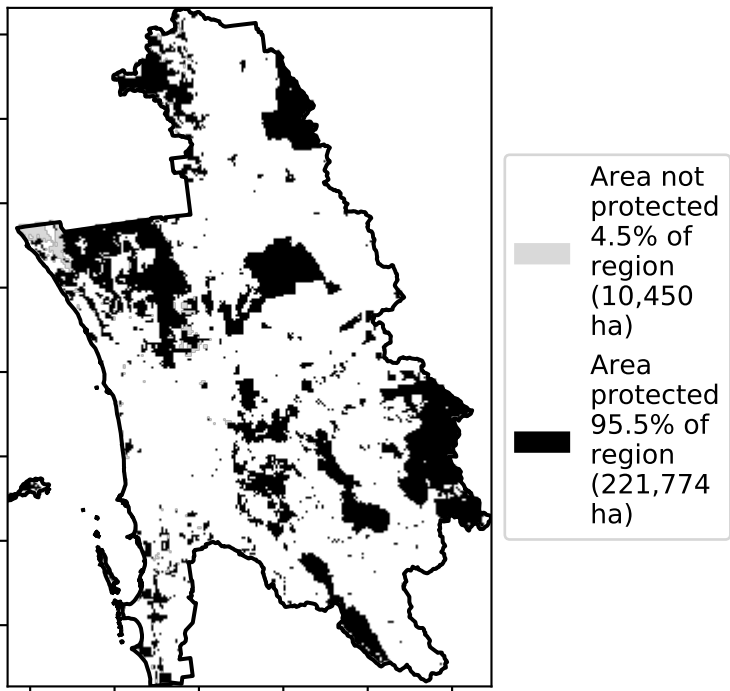 Area not
protected
4.5% of
region
(10,450
ha)
Area
protected
95.5% of
region
(221,774
ha)